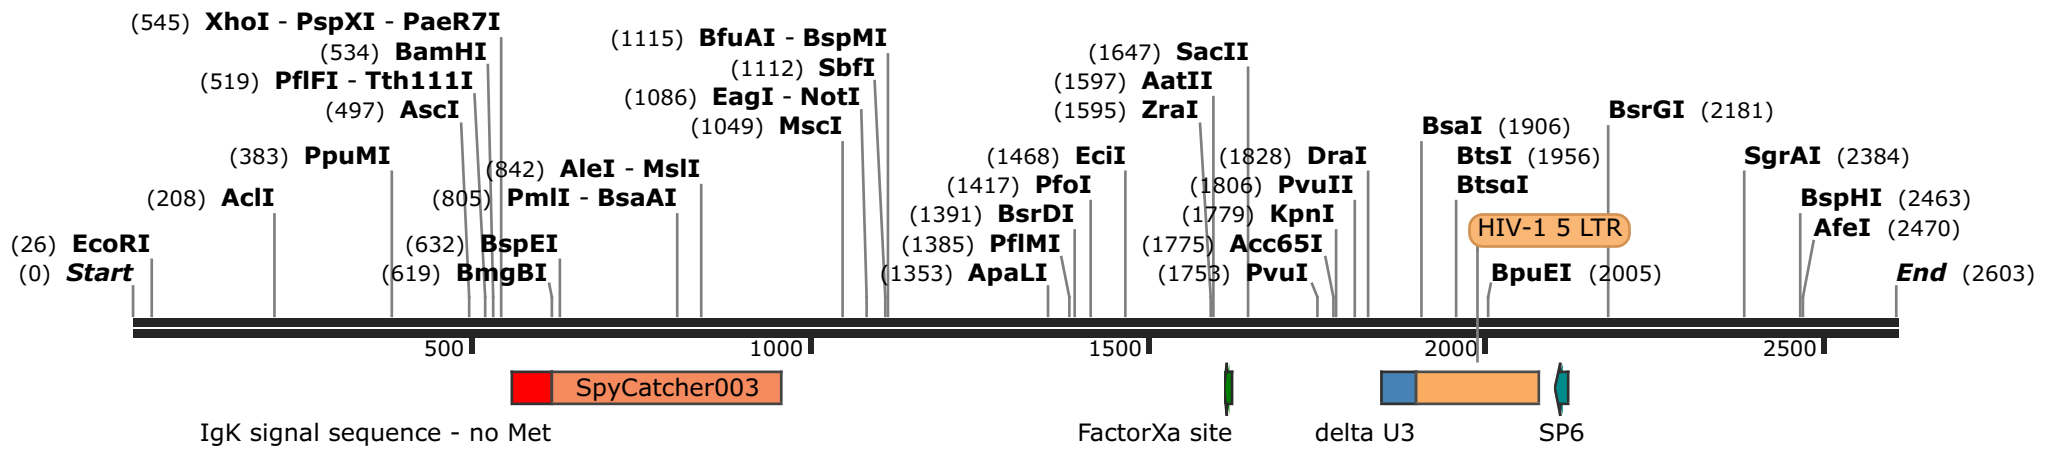 (545) XhoI - PspXI - PaeR7I
(534) BamHI
(519) PflFI - Tth111I
(497) AscI
(383) PpuMI
(208) AclI
(26) EcoRI
(0) Start
(1115) BfuAI - BspMI
(1112) SbfI
(1086) EagI - NotI
(1049) MscI
(842) AleI - MslI
(805) PmlI - BsaAI
(632) BspEI
(619) BmgBI
(1647) SacII
(1597) AatII
(1595) ZraI
(1468) EciI
(1417) PfoI
(1391) BsrDI
(1385) PflMI
(1353) ApaLI
(1828) DraI
(1806) PvuII
(1779) KpnI
(1775) Acc65I
(1753) PvuI
BsrGI (2181)
BsaI (1906)
BtsI (1956)
BtsαI
HIV-1 5 LTR
BpuEI (2005)
SgrAI (2384)
BspHI (2463)
AfeI (2470)
End (2603)
500 1000 1500 2000 2500
SpyCatcher003
IgK signal sequence - no Met
FactorXa site
delta U3
SP6